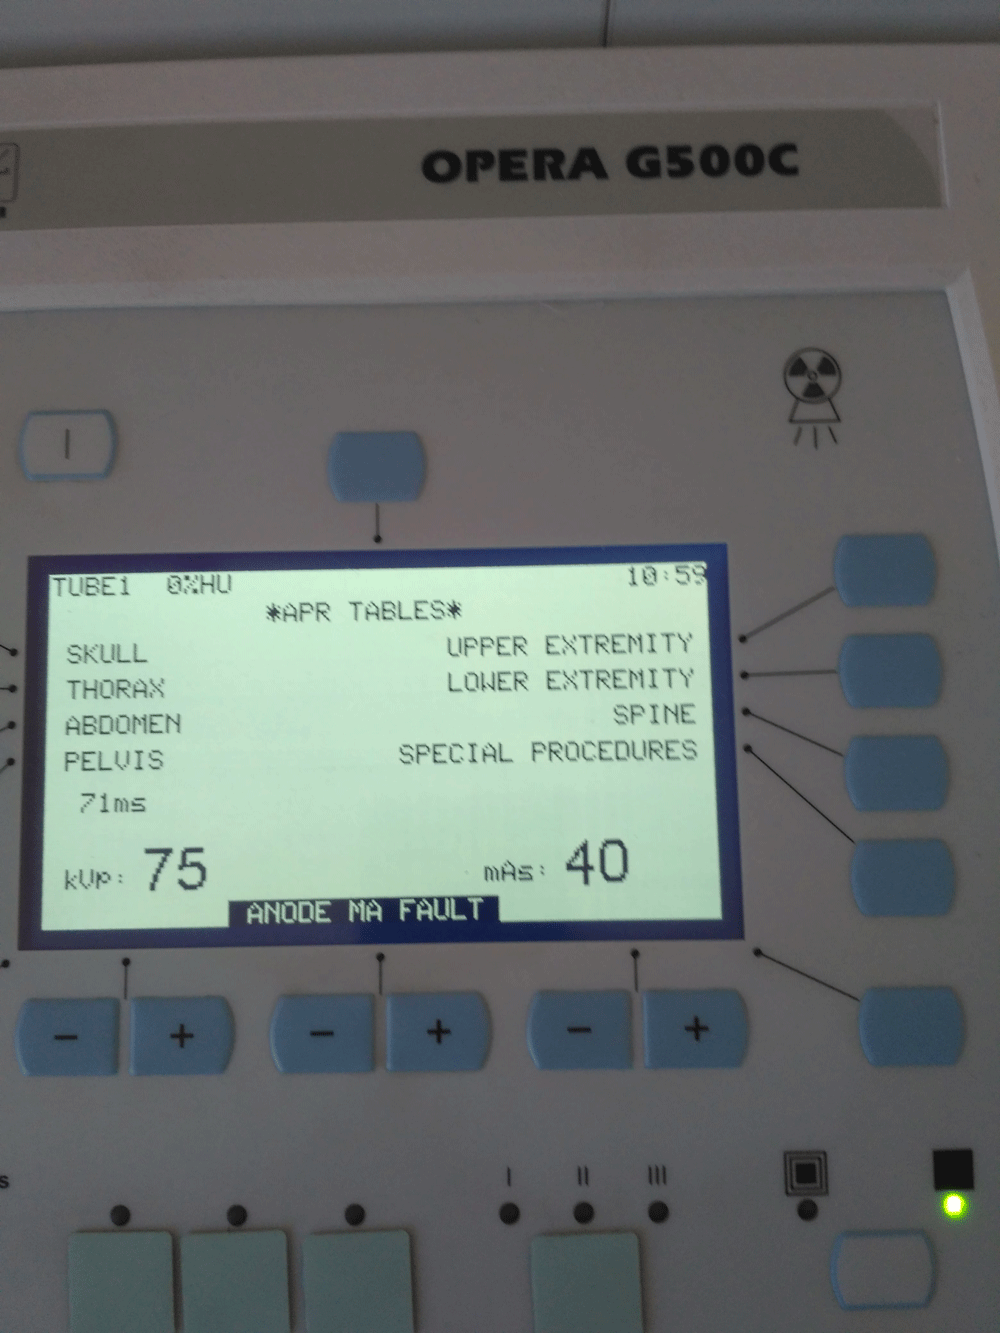 OPERA G500C
TUBE1 0%HU 10:59
*APR TABLES*
SKULL UPPER EXTREMITY
THORAX LOWER EXTREMITY
ABDOMEN SPINE
PELVIS SPECIAL PROCEDURES
71ms
kVp: 75 mAs: 40
ANODE MA FAULT
- + - + - +
I II III